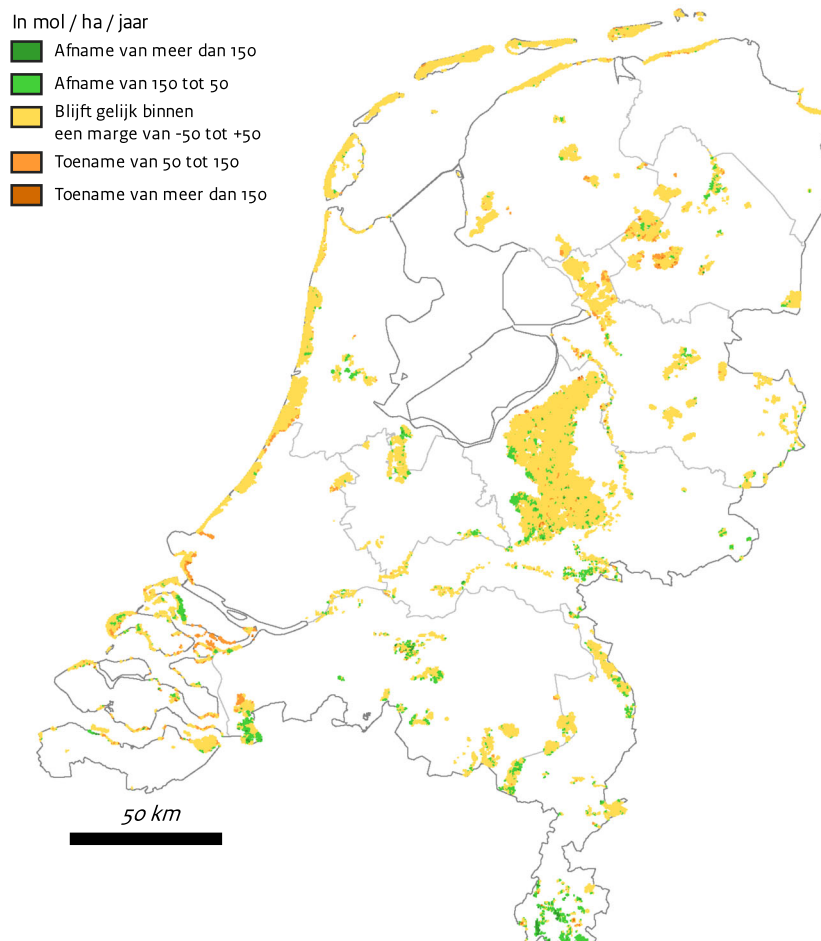 In mol / ha / jaar
Afname van meer dan 150
Afname van 150 tot 50
Blijft gelijk binnen
een marge van -50 tot +50
Toename van 50 tot 150
Toename van meer dan 150
50 km